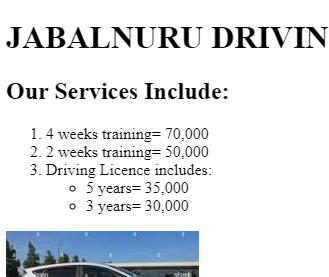 JABALNURU DRIVIN
Our Services Include:
1. 4 weeks training= 70,000
2. 2 weeks training= 50,000
3. Driving Licence includes:
5 years= 35,000
3 years= 30,000